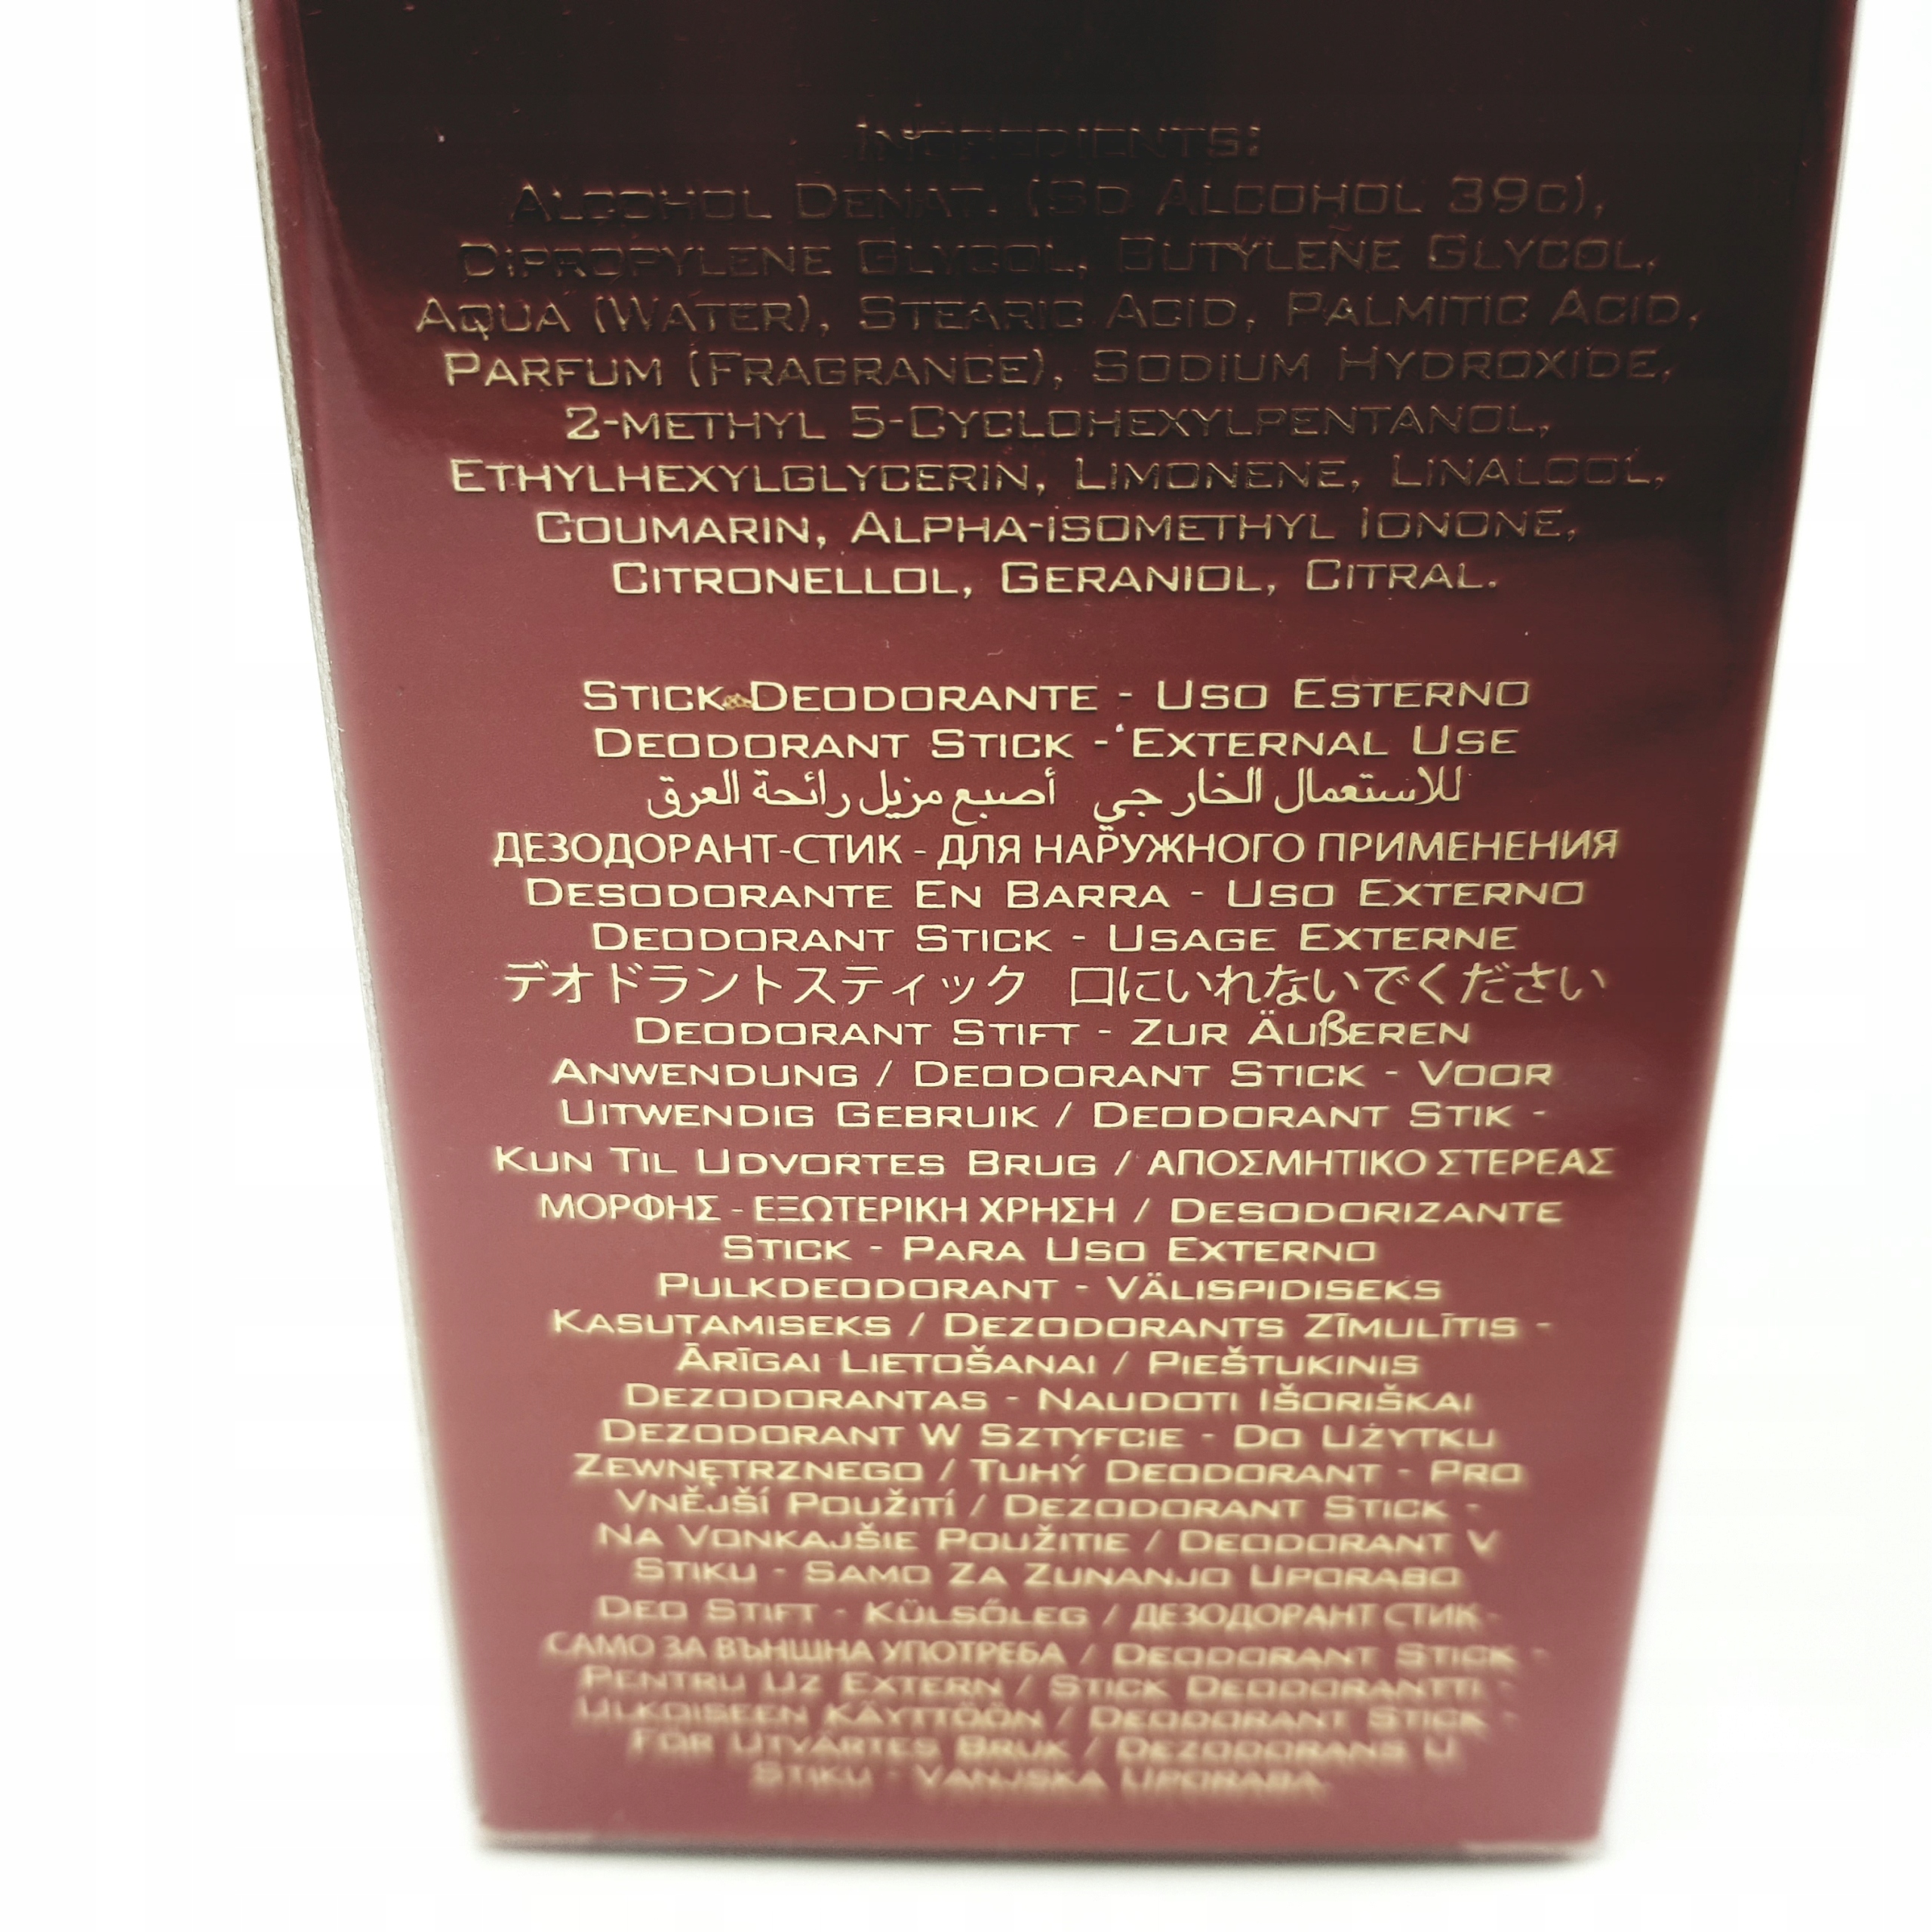 INGREDIENTS:
ALCOHOL DENAT. (SD ALCOHOL 39C),
DIPROPYLENE GLYCOL, BUTYLENE GLYCOL,
AQUA (WATER), STEARIC ACID, PALMITIC ACID,
PARFUM (FRAGRANCE), SODIUM HYDROXIDE,
2-METHYL 5-CYCLOHEXYLPENTANOL,
ETHYLHEXYLGLYCERIN, LIMONENE, LINALOOL,
COUMARIN, ALPHA-ISOMETHYL IONONE,
CITRONELLOL, GERANIOL, CITRAL.
STICK DEODORANTE - USO ESTERNO
DEODORANT STICK - EXTERNAL USE
للاستعمال الخارجي أصبع مزيل رائحة العرق
ДЕЗОДОРАНТ-СТИК - ДЛЯ НАРУЖНОГО ПРИМЕНЕНИЯ
DESODORANTE EN BARRA - USO EXTERNO
DEODORANT STICK - USAGE EXTERNE
デオドラントスティック 口にいれないでください
DEODORANT STIFT - ZUR ÄUßEREN
ANWENDUNG / DEODORANT STICK - VOOR
UITWENDIG GEBRUIK / DEODORANT STIK -
KUN TIL UDVORTES BRUG / ΑΠΟΣΜΗΤΙΚΟ ΣΤΕΡΕΑΣ
ΜΟΡΦΗΣ - ΕΞΩΤΕΡΙΚΗ ΧΡΗΣΗ / DESODORIZANTE
STICK - PARA USO EXTERNO
PULKDEODORANT - VÄLISPIDISEKS
KASUTAMISEKS / DEZODORANTS ZĪMULĪTIS -
ĀRĪGAI LIETOŠANAI / PIEŠTUKINIS
DEZODORANTAS - NAUDOTI IŠORIŠKAI
DEZODORANT W SZTYFCIE - DO UŻYTKU
ZEWNĘTRZNEGO / TUHÝ DEODORANT - PRO
VNĚJŠÍ POUŽITÍ / DEZODORANT STICK -
NA VONKAJŠIE POUŽITIE / DEODORANT V
STIKU - SAMO ZA ZUNANJO UPORABO
DEO STIFT - KÜLSŐLEG / ДЕЗОДОРАНТ СТИК -
САМО ЗА ВЪНШНА УПОТРЕБА / DEODORANT STICK -
PENTRU UZ EXTERN / STICK DEODORANTTI -
ULKOISEEN KÄYTTÖÖN / DEODORANT STICK -
FÖR UTVÄRTES BRUK / DEZODORANS U
STIKU - VANJSKA UPORABA